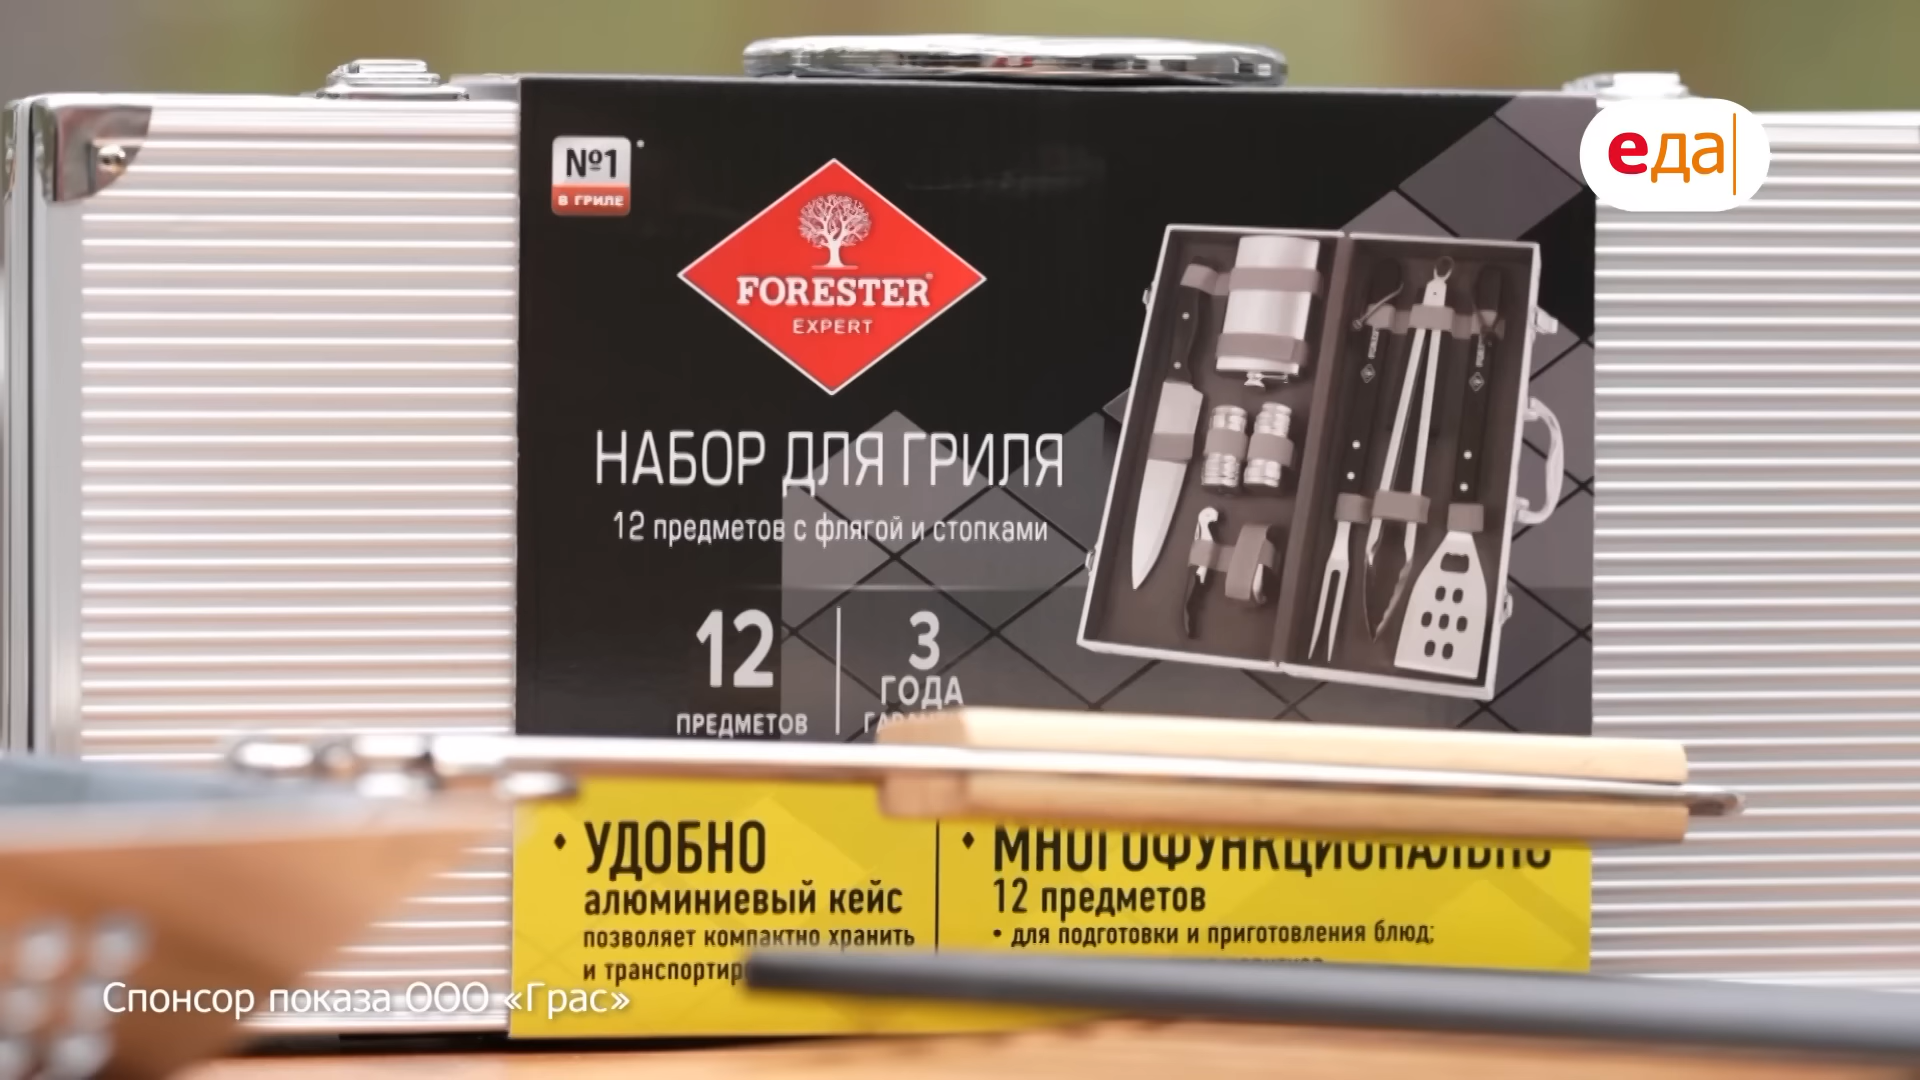 №1
В ГРИЛЕ
еда
FORESTER
EXPERT
НАБОР ДЛЯ ГРИЛЯ
12 предметов с флягой и стопками
12
ПРЕДМЕТОВ
3
ГОДА
• УДОБНО
алюминиевый кейс
позволяет компактно хранить
и
• МНОГОФУНКЦИОНАЛЬНО
12 предметов
• для подготовки и приготовления блюд;
Спонсор показа ООО «Грас»